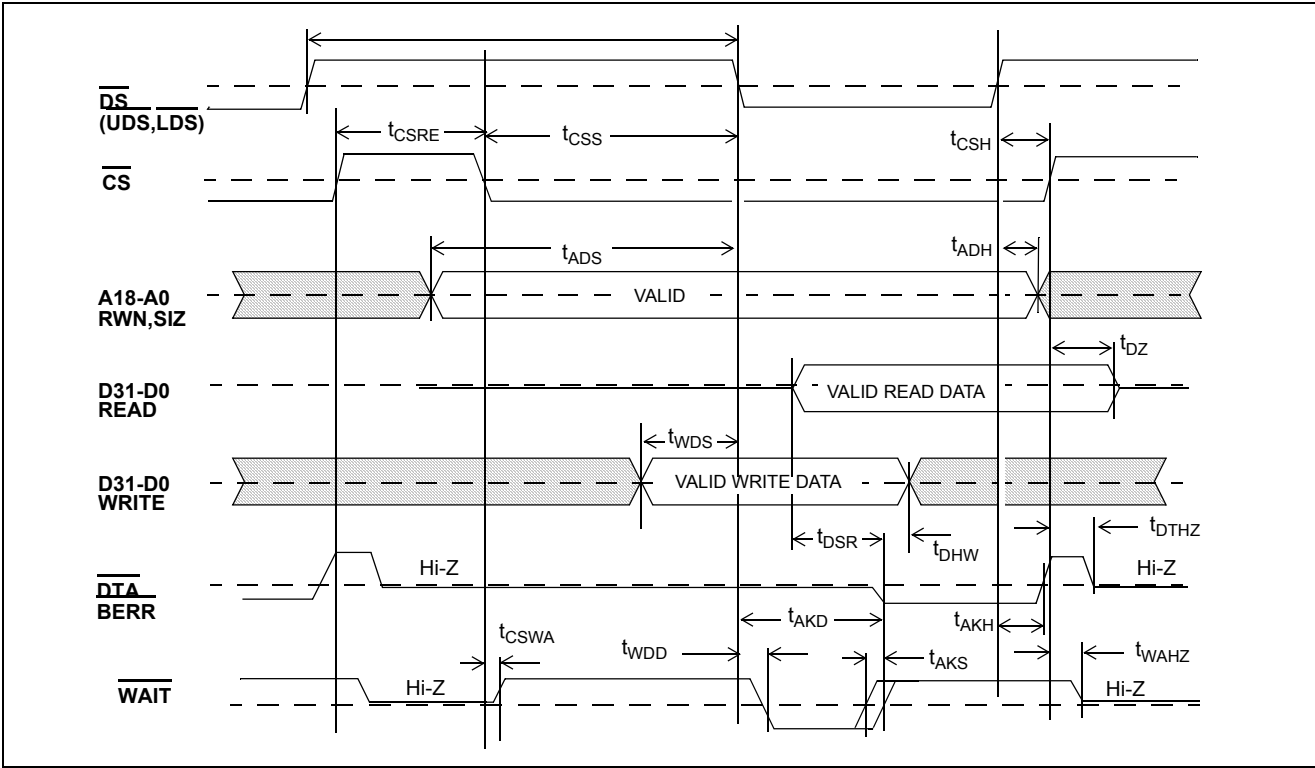 DS
(UDS,LDS)
tCSRE
tCSS
tCSH
CS
tADS
tADH
A18-A0
RWN,SIZ
VALID
tDZ
D31-D0
READ
VALID READ DATA
tWDS
D31-D0
WRITE
VALID WRITE DATA
tDSR
tDHW
tDTHZ
DTA
BERR
Hi-Z
Hi-Z
tAKD
tAKH
tCSWA
tWDD
tAKS
tWAHZ
WAIT
Hi-Z
Hi-Z